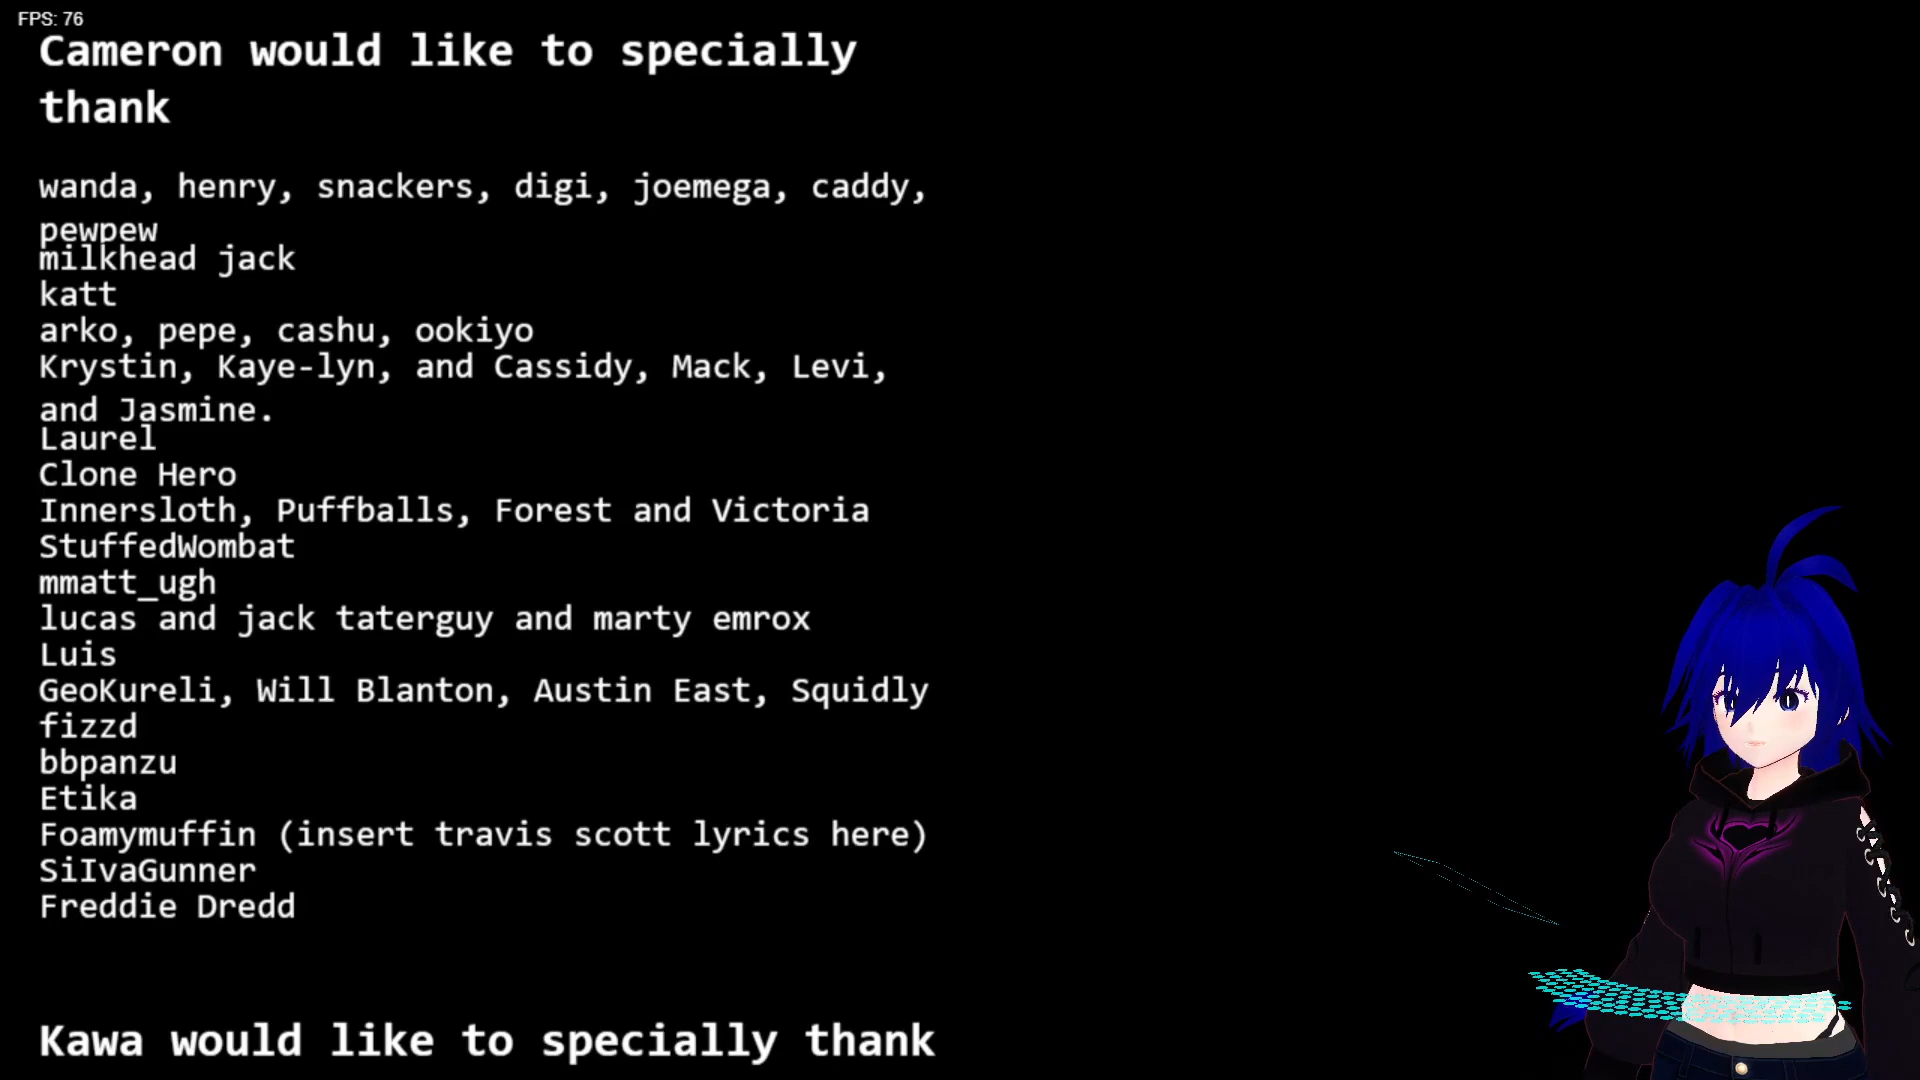 FPS: 76
Cameron would like to specially
thank
wanda, henry, snackers, digi, joemega, caddy,
pewpew
milkhead jack
katt
arko, pepe, cashu, ookiyo
Krystin, Kaye-lyn, and Cassidy, Mack, Levi,
and Jasmine.
Laurel
Clone Hero
Innersloth, Puffballs, Forest and Victoria
StuffedWombat
mmatt_ugh
lucas and jack taterguy and marty emrox
Luis
GeoKureli, Will Blanton, Austin East, Squidly
fizzd
bbpanzu
Etika
Foamymuffin (insert travis scott lyrics here)
SiIvaGunner
Freddie Dredd
Kawa would like to specially thank